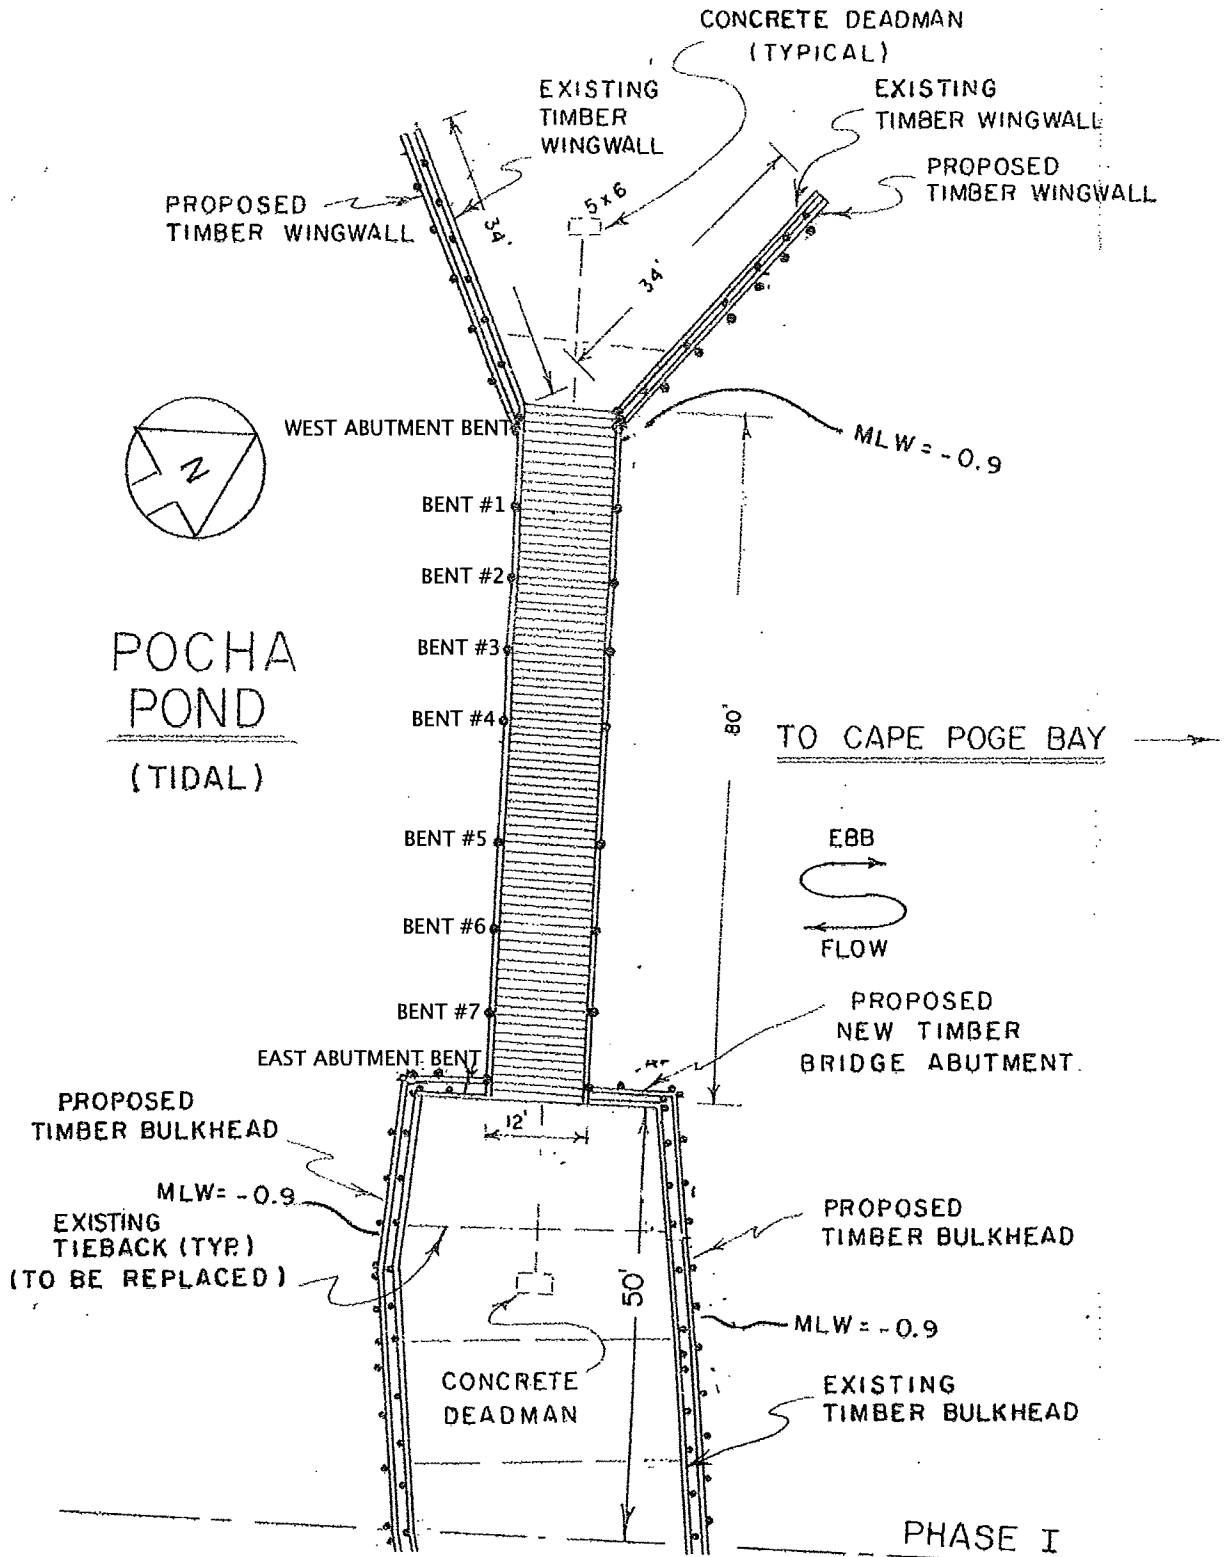 CONCRETE DEADMAN
(TYPICAL)
EXISTING
TIMBER
WINGWALL
EXISTING
TIMBER WINGWALL
PROPOSED
TIMBER WINGWALL
PROPOSED
TIMBER WINGWALL
5 x 6
34'
34'
WEST ABUTMENT BENT
MLW = -0.9
N
BENT #1
BENT #2
BENT #3
BENT #4
POCHA
POND
(TIDAL)
80'
TO CAPE POGE BAY
BENT #5
EBB
FLOW
BENT #6
BENT #7
PROPOSED
NEW TIMBER
BRIDGE ABUTMENT
EAST ABUTMENT BENT
PROPOSED
TIMBER BULKHEAD
12'
MLW = -0.9
EXISTING
TIEBACK (TYP.)
(TO BE REPLACED)
PROPOSED
TIMBER BULKHEAD
50'
MLW = -0.9
CONCRETE
DEADMAN
EXISTING
TIMBER BULKHEAD
PHASE I